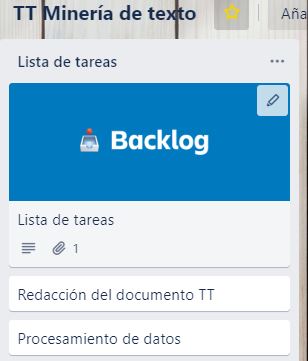 TT Minería de texto
Aña
Lista de tareas
Backlog
Lista de tareas
1
Redacción del documento TT
Procesamiento de datos